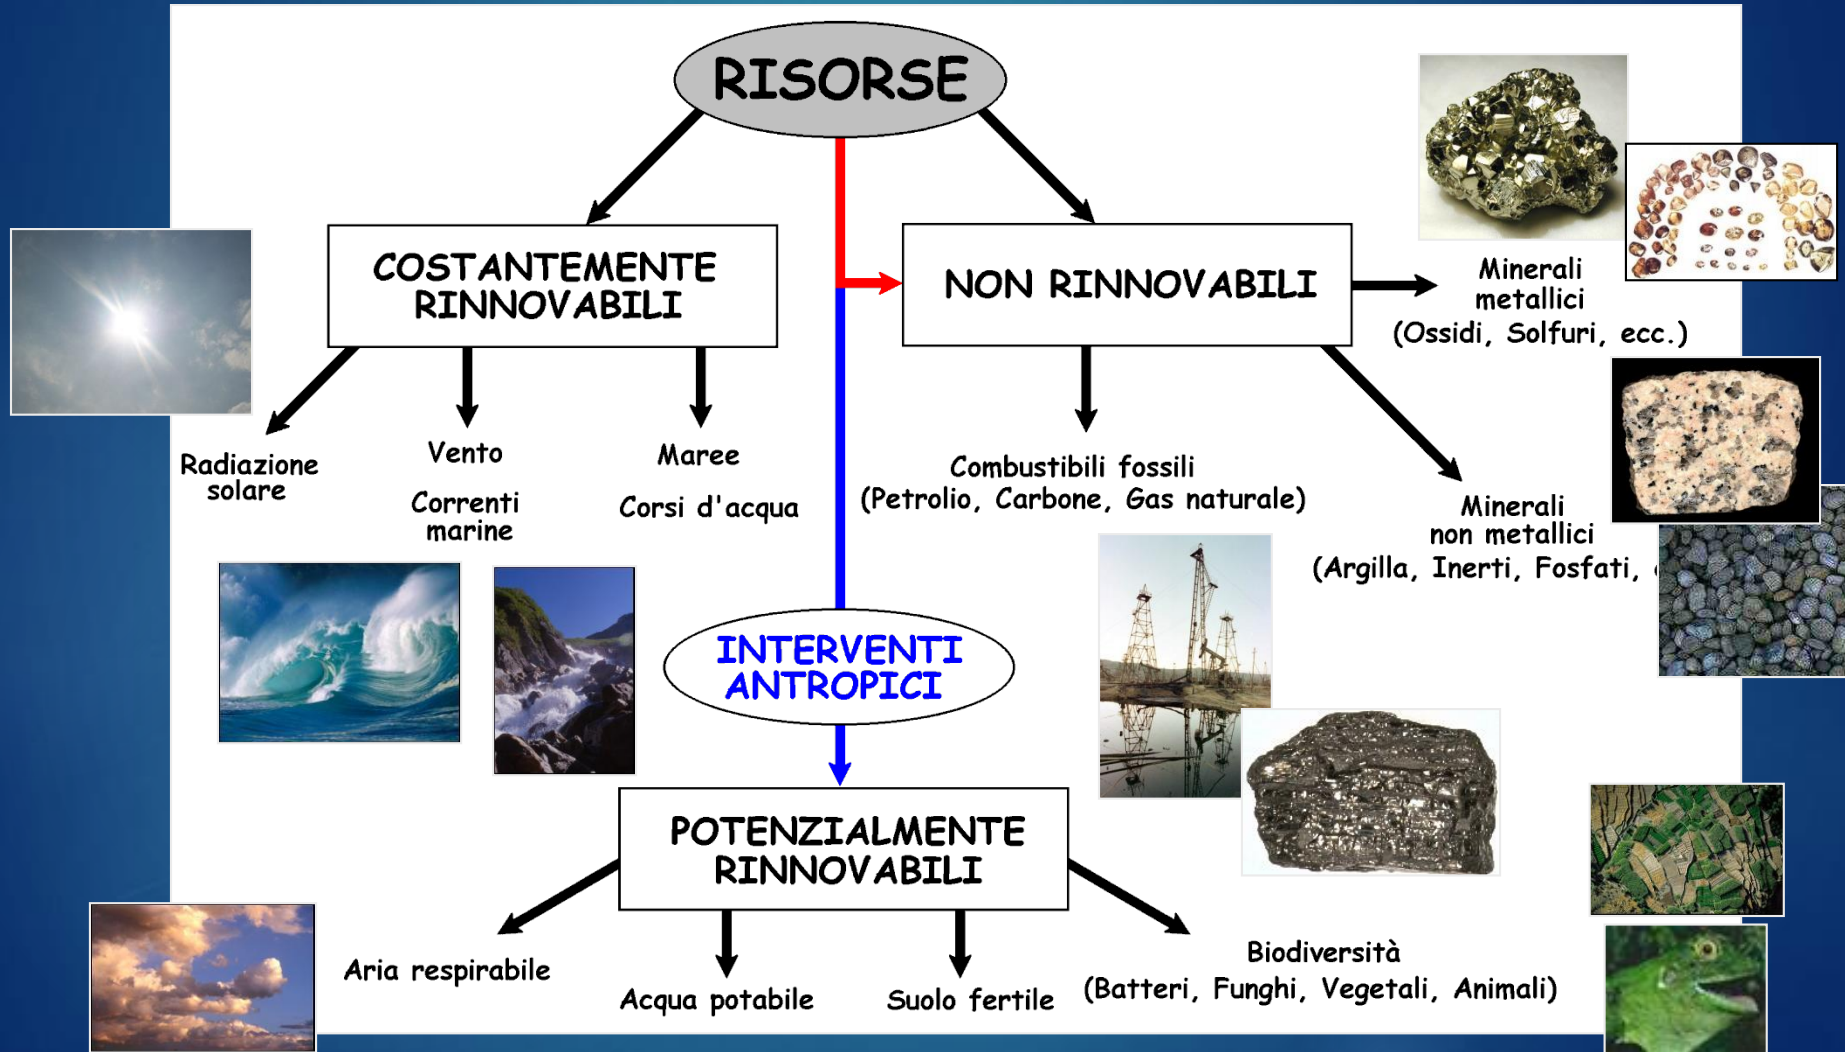 RISORSE
COSTANTEMENTE
RINNOVABILI
NON RINNOVABILI
Minerali
metallici
(Ossidi, Solfuri, ecc.)
Radiazione
solare
Vento
Correnti
marine
Maree
Corsi d'acqua
Combustibili fossili
(Petrolio, Carbone, Gas naturale)
Minerali
non metallici
(Argilla, Inerti, Fosfati,
INTERVENTI
ANTROPICI
POTENZIALMENTE
RINNOVABILI
Aria respirabile
Acqua potabile
Suolo fertile
Biodiversità
(Batteri, Funghi, Vegetali, Animali)